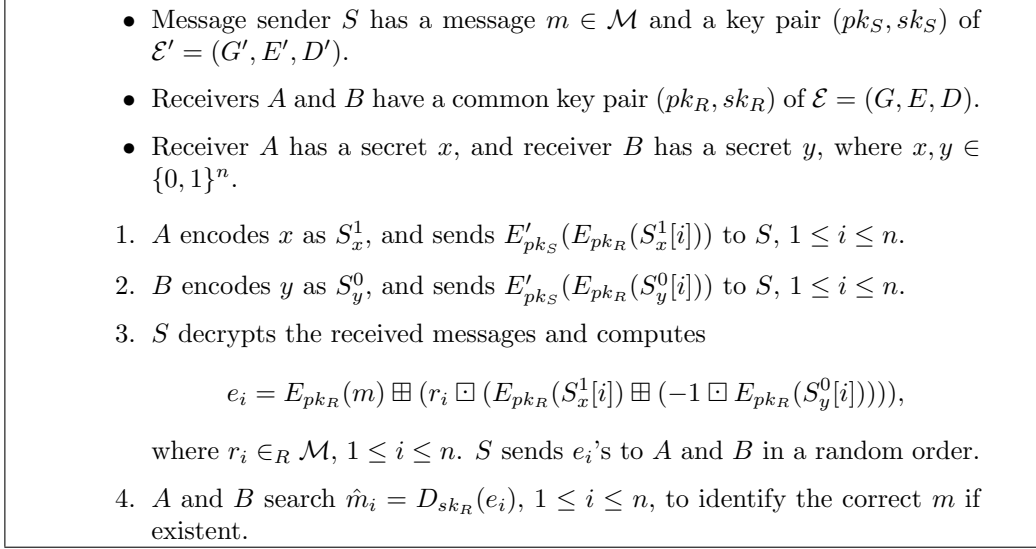 • Message sender S has a message m ∈ M and a key pair (pk_S, sk_S) of
E′ = (G′, E′, D′).
• Receivers A and B have a common key pair (pk_R, sk_R) of E = (G, E, D).
• Receiver A has a secret x, and receiver B has a secret y, where x, y ∈
{0, 1}^n.
1. A encodes x as S_x^1, and sends E′_{pk_S}(E_{pk_R}(S_x^1[i])) to S, 1 ≤ i ≤ n.
2. B encodes y as S_y^0, and sends E′_{pk_S}(E_{pk_R}(S_y^0[i])) to S, 1 ≤ i ≤ n.
3. S decrypts the received messages and computes
e_i = E_{pk_R}(m) ⊞ (r_i ⊡ (E_{pk_R}(S_x^1[i]) ⊞ (−1 ⊡ E_{pk_R}(S_y^0[i])))),
where r_i ∈_R M, 1 ≤ i ≤ n. S sends e_i's to A and B in a random order.
4. A and B search m̂_i = D_{sk_R}(e_i), 1 ≤ i ≤ n, to identify the correct m if
existent.